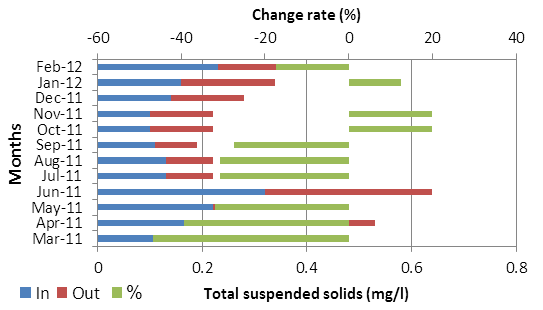 Change rate (%)
-60 -40 -20 0 20 40
Feb-12
Jan-12
Dec-11
Nov-11
Oct-11
Sep-11
Aug-11
Jul-11
Jun-11
May-11
Apr-11
Mar-11
Months
0 0.2 0.4 0.6 0.8
In Out % Total suspended solids (mg/l)